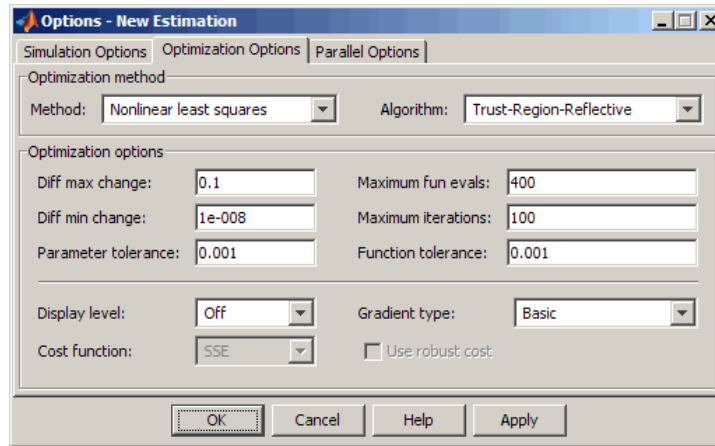 Options - New Estimation
Simulation Options Optimization Options Parallel Options
Optimization method
Method: Nonlinear least squares Algorithm: Trust-Region-Reflective
Optimization options
Diff max change: 0.1 Maximum fun evals: 400
Diff min change: 1e-008 Maximum iterations: 100
Parameter tolerance: 0.001 Function tolerance: 0.001
Display level: Off Gradient type: Basic
Cost function: SSE Use robust cost
OK Cancel Help Apply